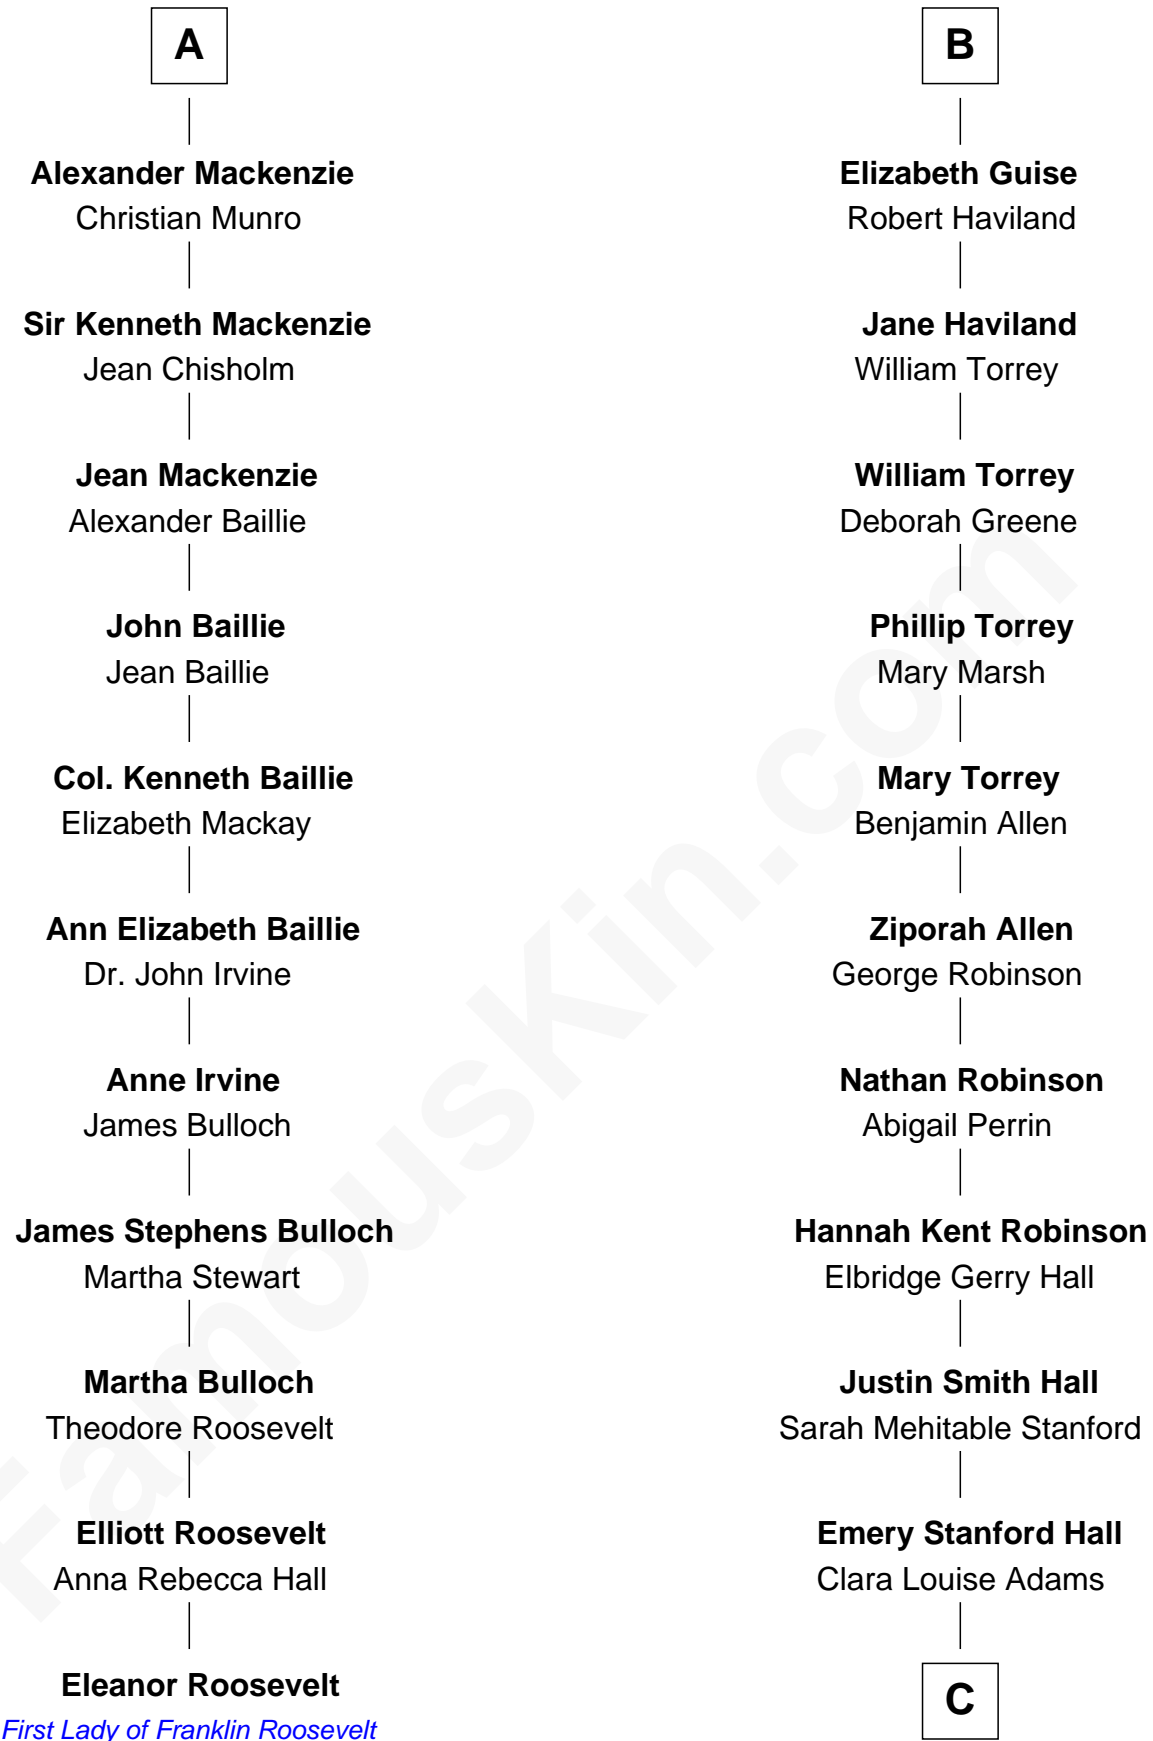 A
Alexander Mackenzie
Christian Munro
Sir Kenneth Mackenzie
Jean Chisholm
Jean Mackenzie
Alexander Baillie
John Baillie
Jean Baillie
Col. Kenneth Baillie
Elizabeth Mackay
Ann Elizabeth Baillie
Dr. John Irvine
Anne Irvine
James Bulloch
James Stephens Bulloch
Martha Stewart
Martha Bulloch
Theodore Roosevelt
Elliott Roosevelt
Anna Rebecca Hall
Eleanor Roosevelt
First Lady of Franklin Roosevelt
B
Elizabeth Guise
Robert Haviland
Jane Haviland
William Torrey
William Torrey
Deborah Greene
Phillip Torrey
Mary Marsh
Mary Torrey
Benjamin Allen
Ziporah Allen
George Robinson
Nathan Robinson
Abigail Perrin
Hannah Kent Robinson
Elbridge Gerry Hall
Justin Smith Hall
Sarah Mehitable Stanford
Emery Stanford Hall
Clara Louise Adams
C
FamousKin.com